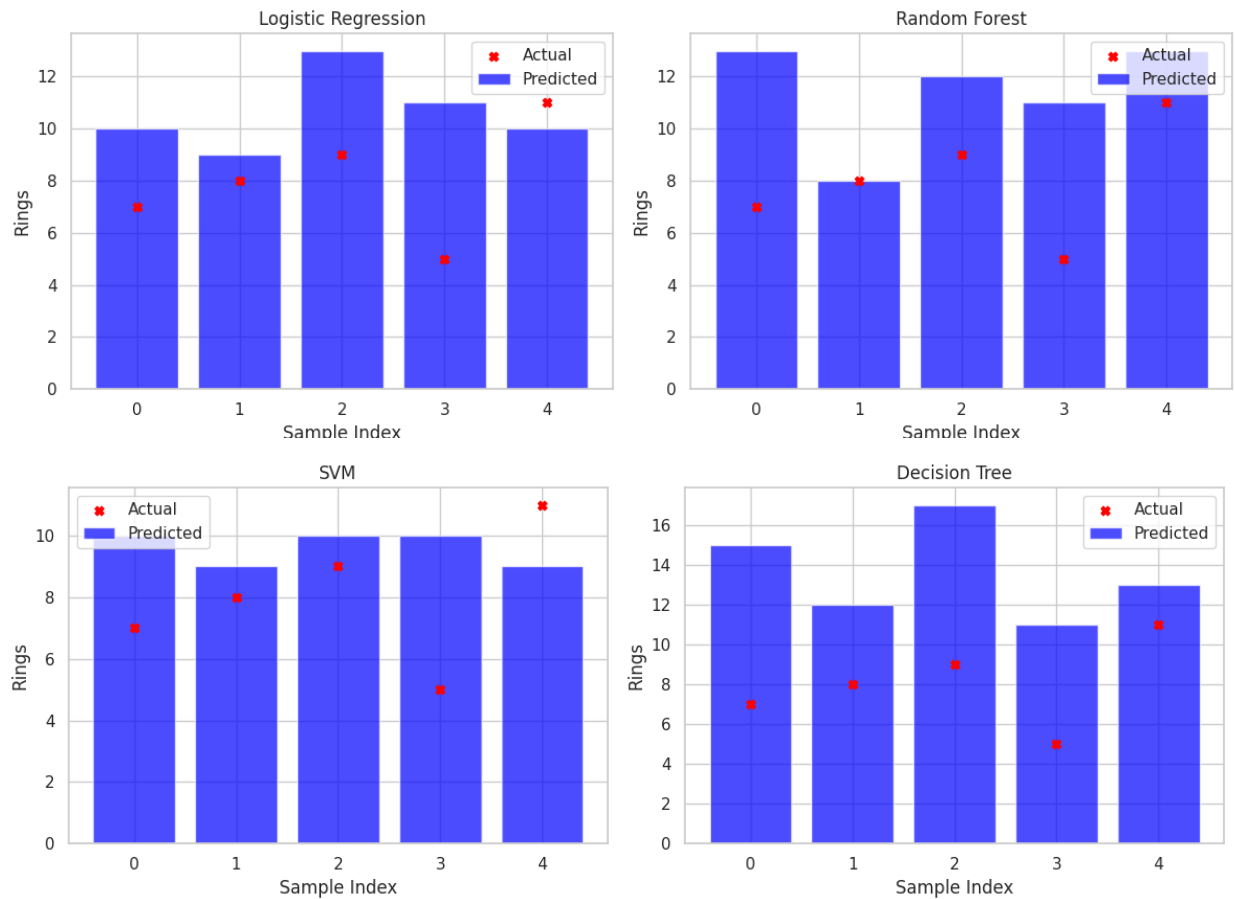 Logistic Regression
Actual
Predicted
12
10
8
6
4
2
0
Rings
0 1 2 3 4
Sample Index
Random Forest
Actual
Predicted
12
10
8
6
4
2
0
Rings
0 1 2 3 4
Sample Index
SVM
Actual
Predicted
10
8
6
4
2
0
Rings
0 1 2 3 4
Sample Index
Decision Tree
Actual
Predicted
16
14
12
10
8
6
4
2
0
Rings
0 1 2 3 4
Sample Index